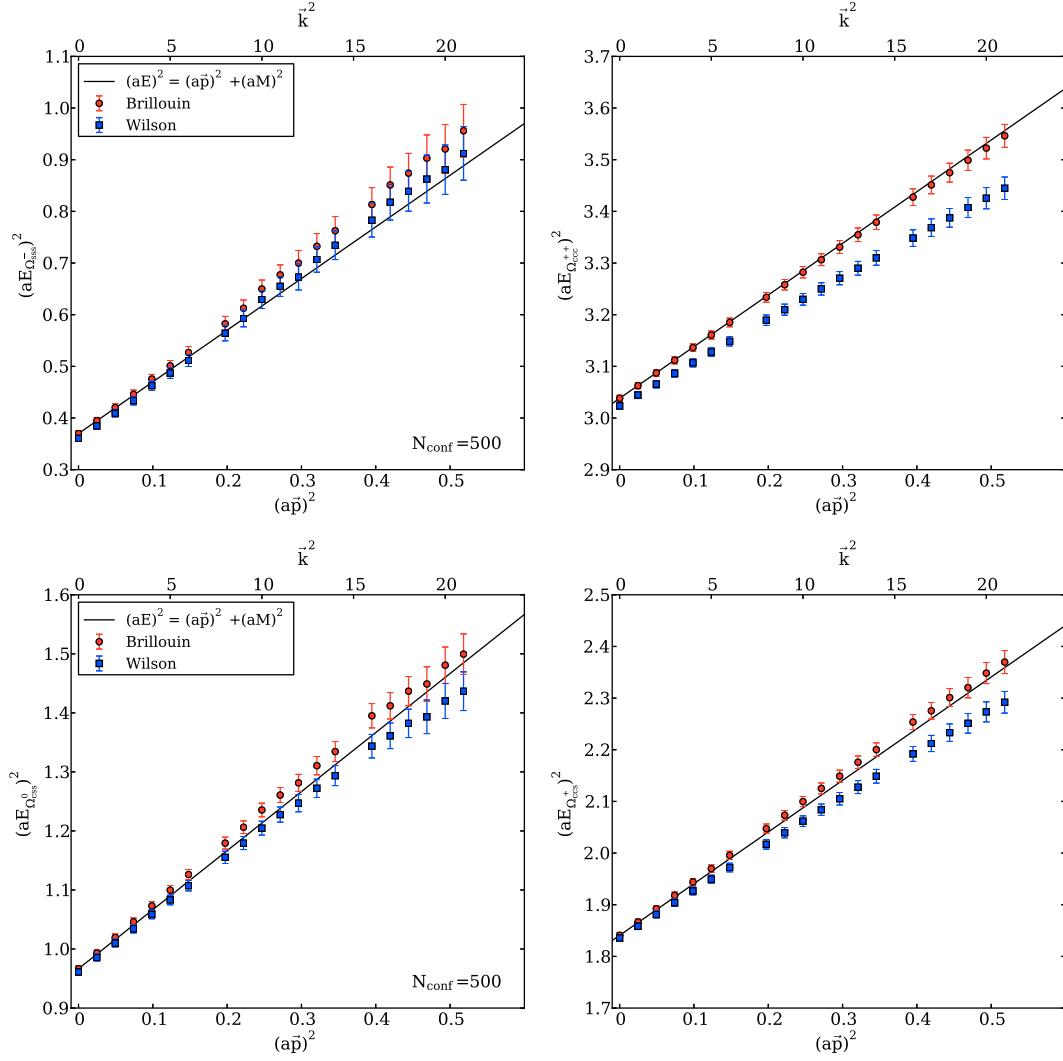 k⃗²
0 5 10 15 20
1.1
1.0
0.9
0.8
0.7
0.6
0.5
0.4
0.3
(aE_Ω⁻_sss)²
(aE)² = (ap⃗)² +(aM)²
Brillouin
Wilson
N_conf=500
0 0.1 0.2 0.3 0.4 0.5
(ap⃗)²
k⃗²
0 5 10 15 20
3.7
3.6
3.5
3.4
3.3
3.2
3.1
3.0
2.9
(aE_Ω⁺⁺_ccc)²
0 0.1 0.2 0.3 0.4 0.5
(ap⃗)²
k⃗²
0 5 10 15 20
1.6
1.5
1.4
1.3
1.2
1.1
1.0
0.9
(aE_Ω⁰_css)²
(aE)² = (ap⃗)² +(aM)²
Brillouin
Wilson
N_conf=500
0 0.1 0.2 0.3 0.4 0.5
(ap⃗)²
k⃗²
0 5 10 15 20
2.5
2.4
2.3
2.2
2.1
2.0
1.9
1.8
1.7
(aE_Ω⁺_ccs)²
0 0.1 0.2 0.3 0.4 0.5
(ap⃗)²